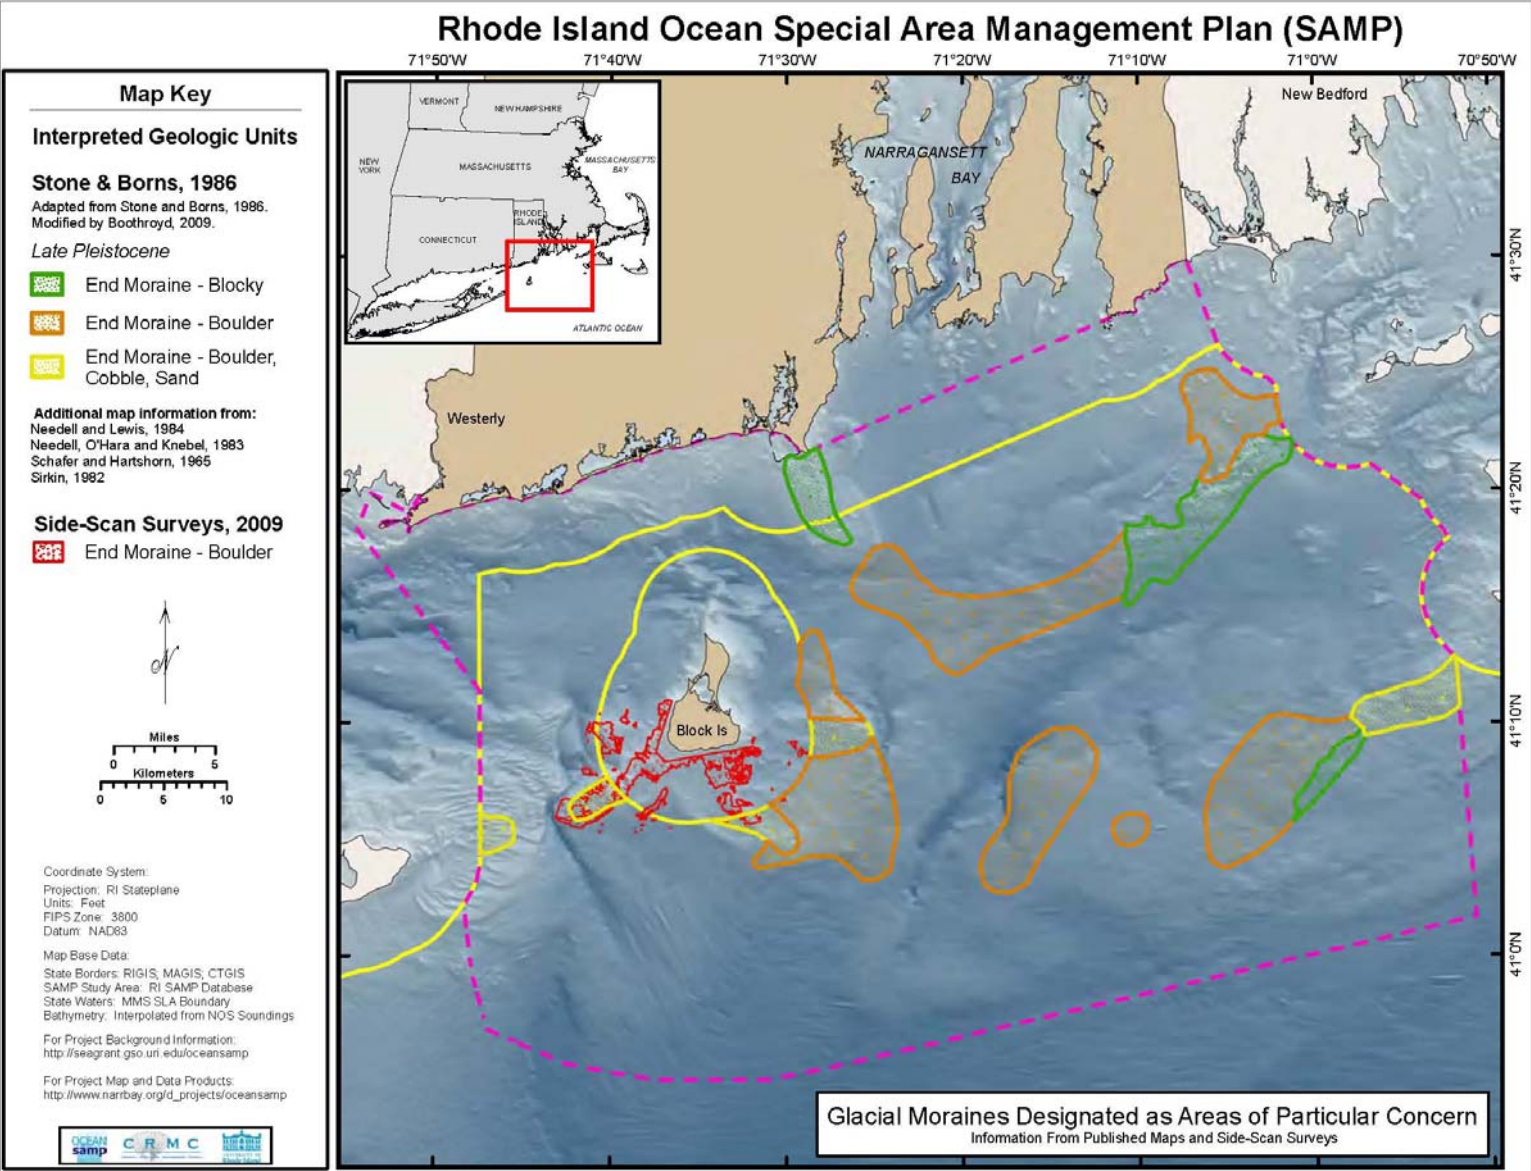 Rhode Island Ocean Special Area Management Plan (SAMP)
71°50'W
71°40'W
71°30'W
71°20'W
71°10'W
71°0'W
70°50'W
Map Key
Interpreted Geologic Units
Stone & Borns, 1986
Adapted from Stone and Borns, 1986.
Modified by Boothroyd, 2009.
Late Pleistocene
End Moraine - Blocky
End Moraine - Boulder
End Moraine - Boulder,
Cobble, Sand
Additional map information from:
Needell and Lewis, 1984
Needell, O'Hara and Knebel, 1983
Schafer and Hartshorn, 1965
Sirkin, 1982
Side-Scan Surveys, 2009
End Moraine - Boulder
N
Miles
0 5
Kilometers
0 5 10
Coordinate System:
Projection: RI Stateplane
Units: Feet
FIPS Zone: 3800
Datum: NAD83
Map Base Data:
State Borders: RIGIS, MAGIS, CTGIS
SAMP Study Area: RI SAMP Database
State Waters: MMS SLA Boundary
Bathymetry: Interpolated from NOS Soundings
For Project Background Information:
http://seagrant.gso.uri.edu/oceansamp
For Project Map and Data Products:
http://www.narrbay.org/d_projects/oceansamp
OCEAN
samp
CRMC
VERMONT
NEW HAMPSHIRE
NEW
YORK
MASSACHUSETTS
MASSACHUSETTS
BAY
RHODE
ISLAND
CONNECTICUT
ATLANTIC OCEAN
NARRAGANSETT
BAY
New Bedford
Westerly
Block Is
41°30'N
41°20'N
41°10'N
41°0'N
Glacial Moraines Designated as Areas of Particular Concern
Information From Published Maps and Side-Scan Surveys